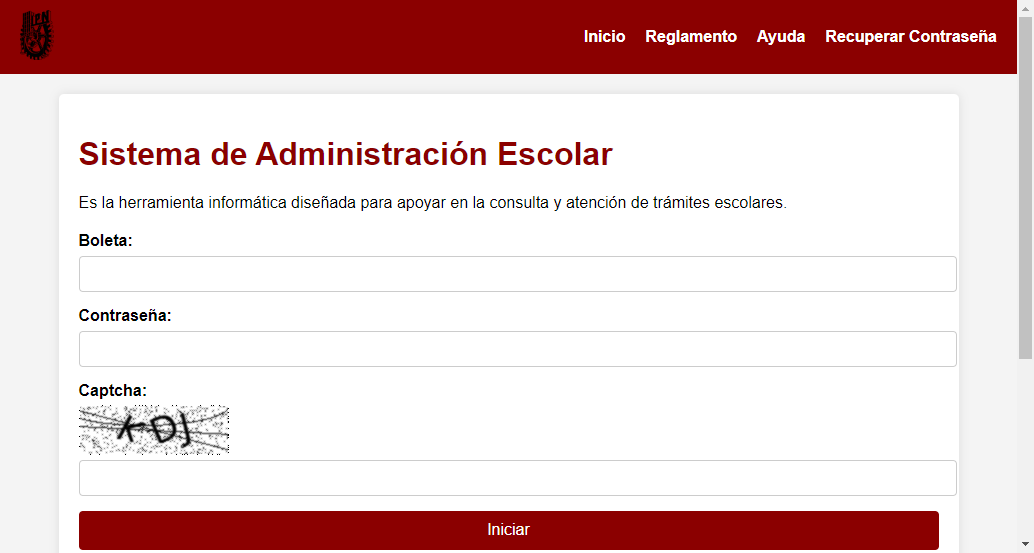 IPN
Inicio Reglamento Ayuda Recuperar Contraseña
Sistema de Administración Escolar
Es la herramienta informática diseñada para apoyar en la consulta y atención de trámites escolares.
Boleta:
Contraseña:
Captcha:
Iniciar